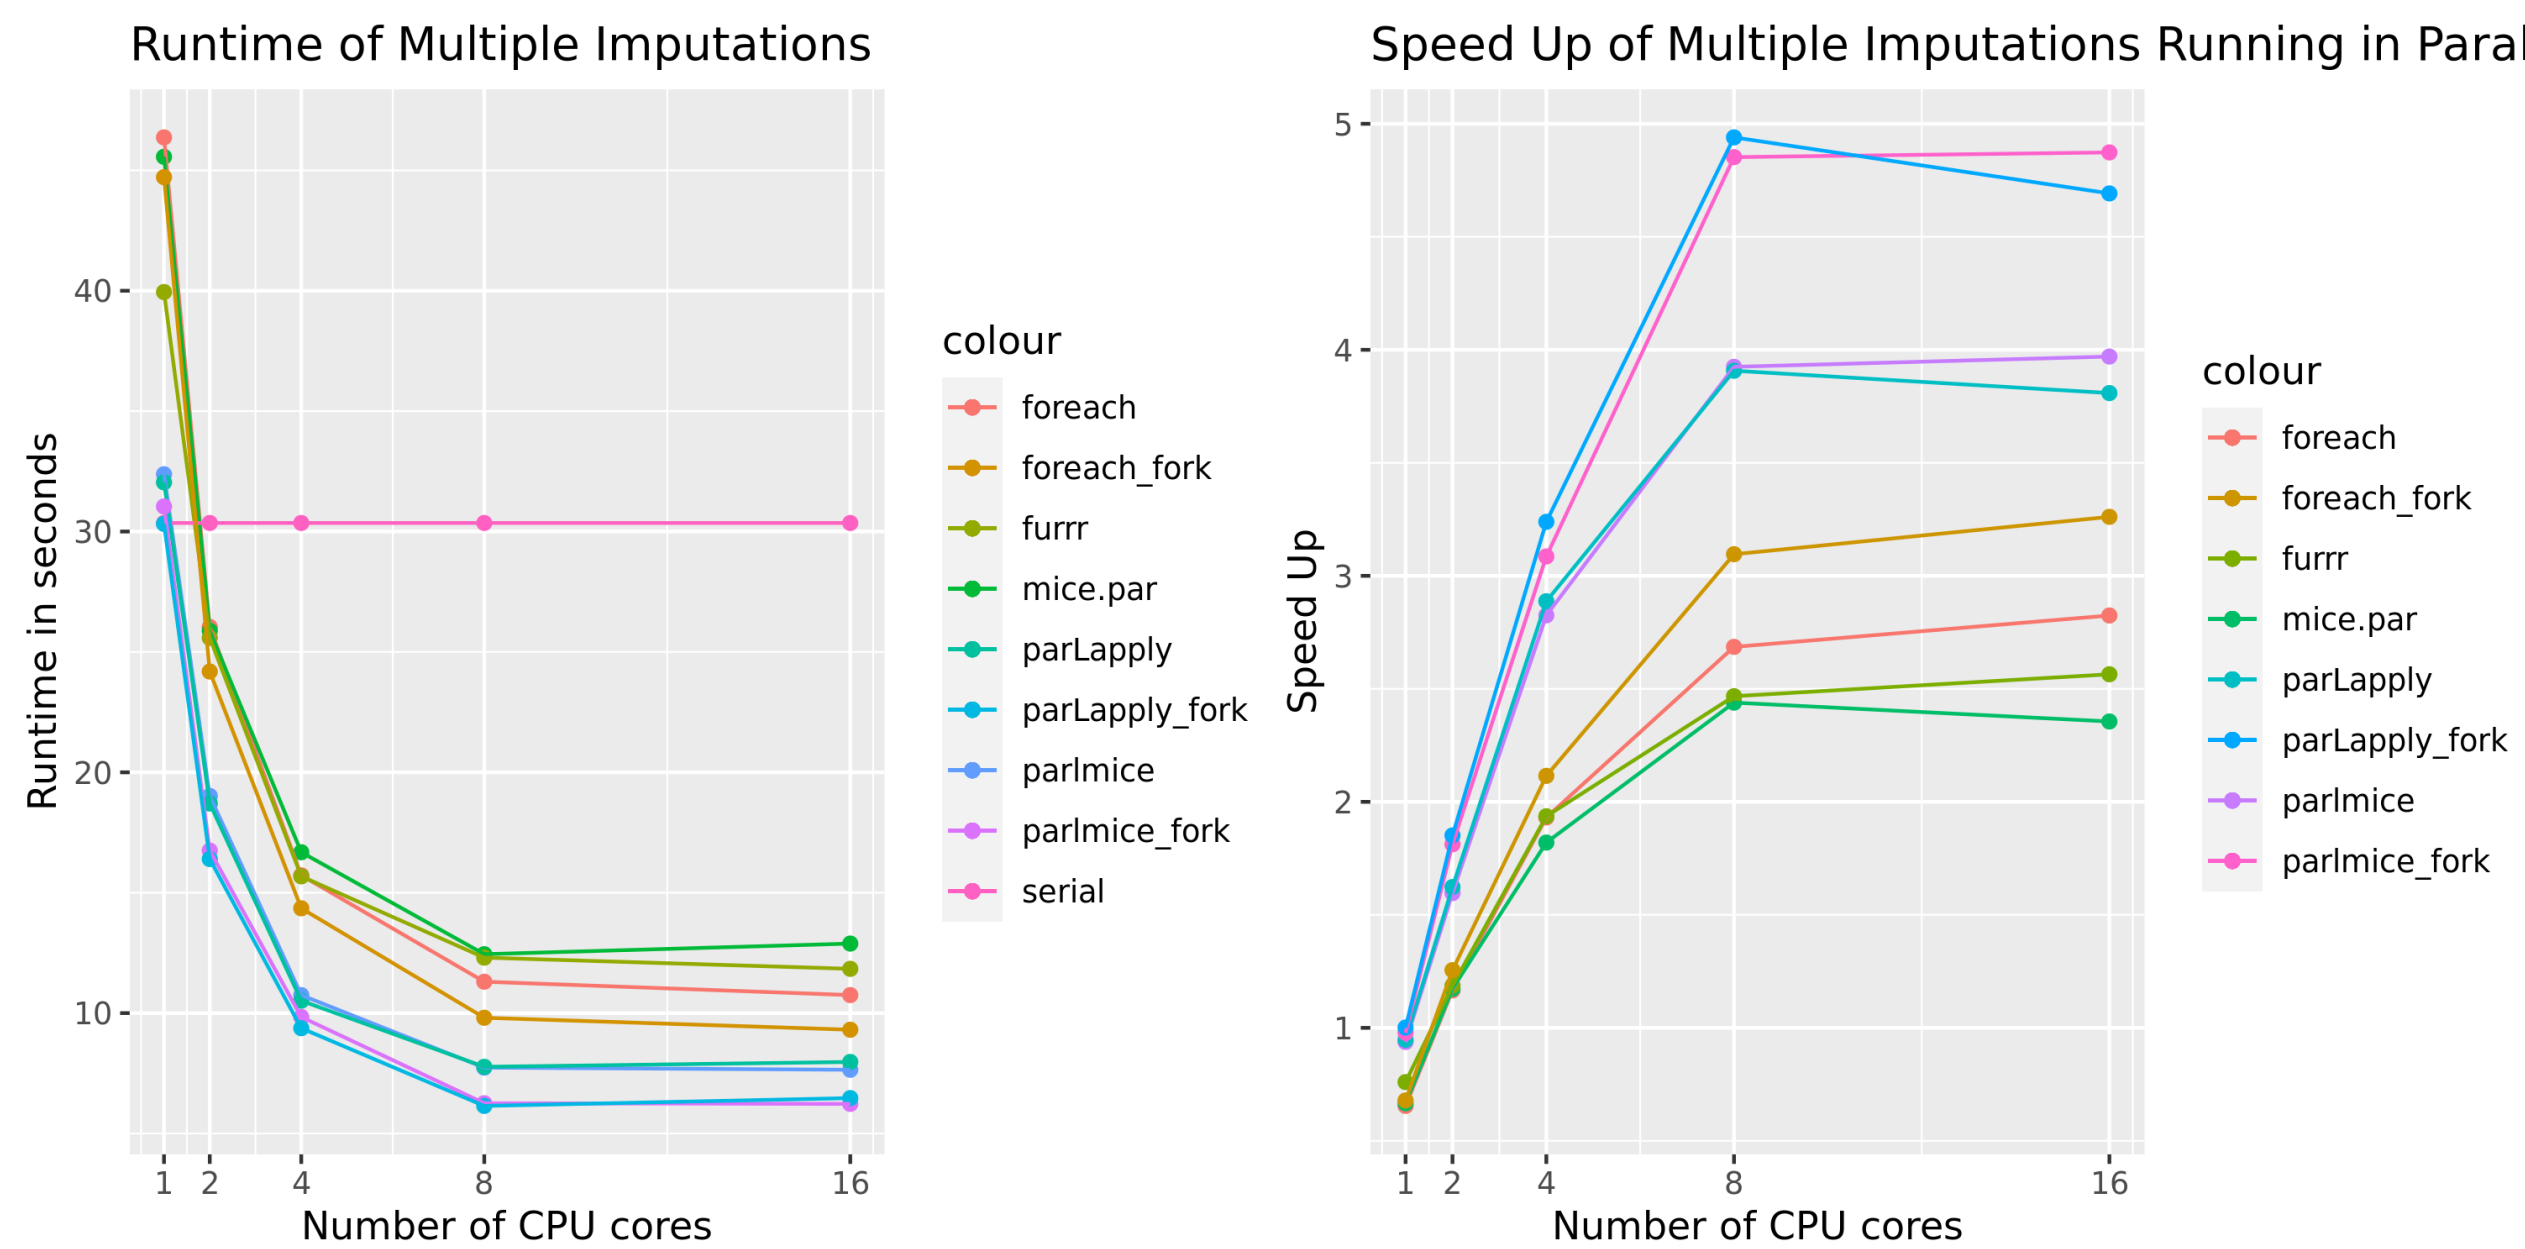 Runtime of Multiple Imputations
Runtime in seconds
40
30
20
10
1 2 4 8 16
Number of CPU cores
colour
foreach
foreach_fork
furrr
mice.par
parLapply
parLapply_fork
parlmice
parlmice_fork
serial
Speed Up of Multiple Imputations Running in Paral
Speed Up
5
4
3
2
1
1 2 4 8 16
Number of CPU cores
colour
foreach
foreach_fork
furrr
mice.par
parLapply
parLapply_fork
parlmice
parlmice_fork